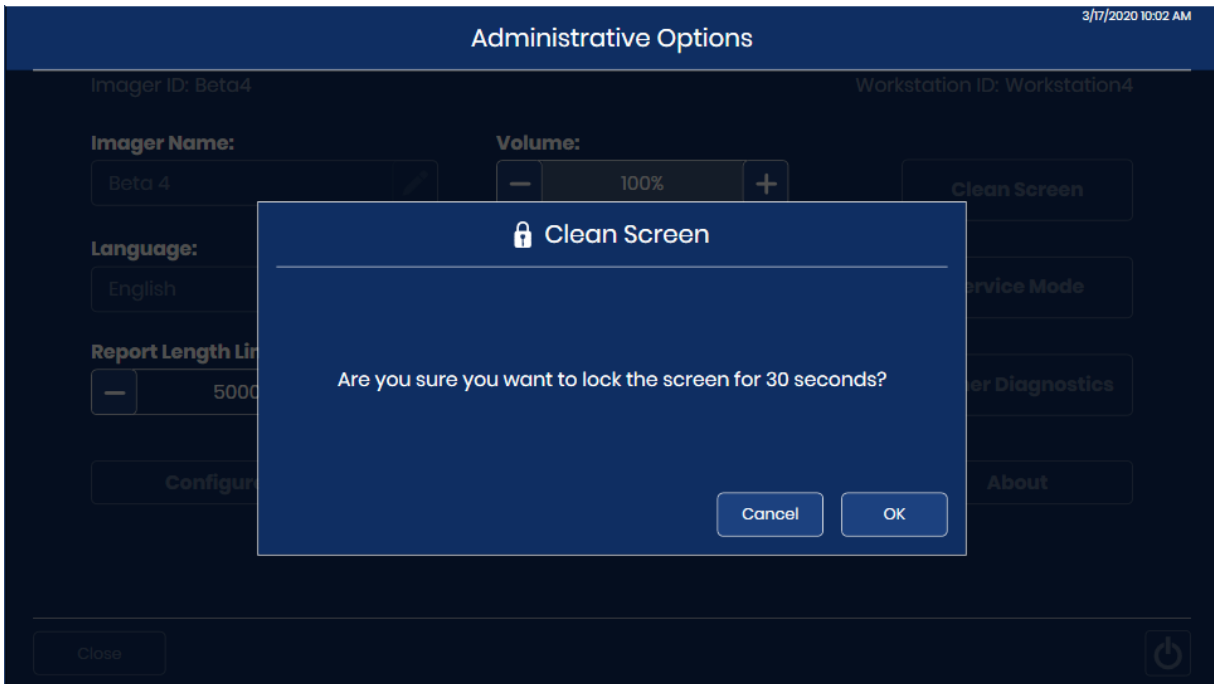 3/17/2020 10:02 AM
Administrative Options
Imager ID: Beta4
Workstation ID: Workstation4
Imager Name:
Volume:
Beta 4
100%
Clean Screen
Clean Screen
Language:
English
ervice Mode
Report Length Lir
Are you sure you want to lock the screen for 30 seconds?
5000
er Diagnostics
Configur
About
Cancel
OK
Close